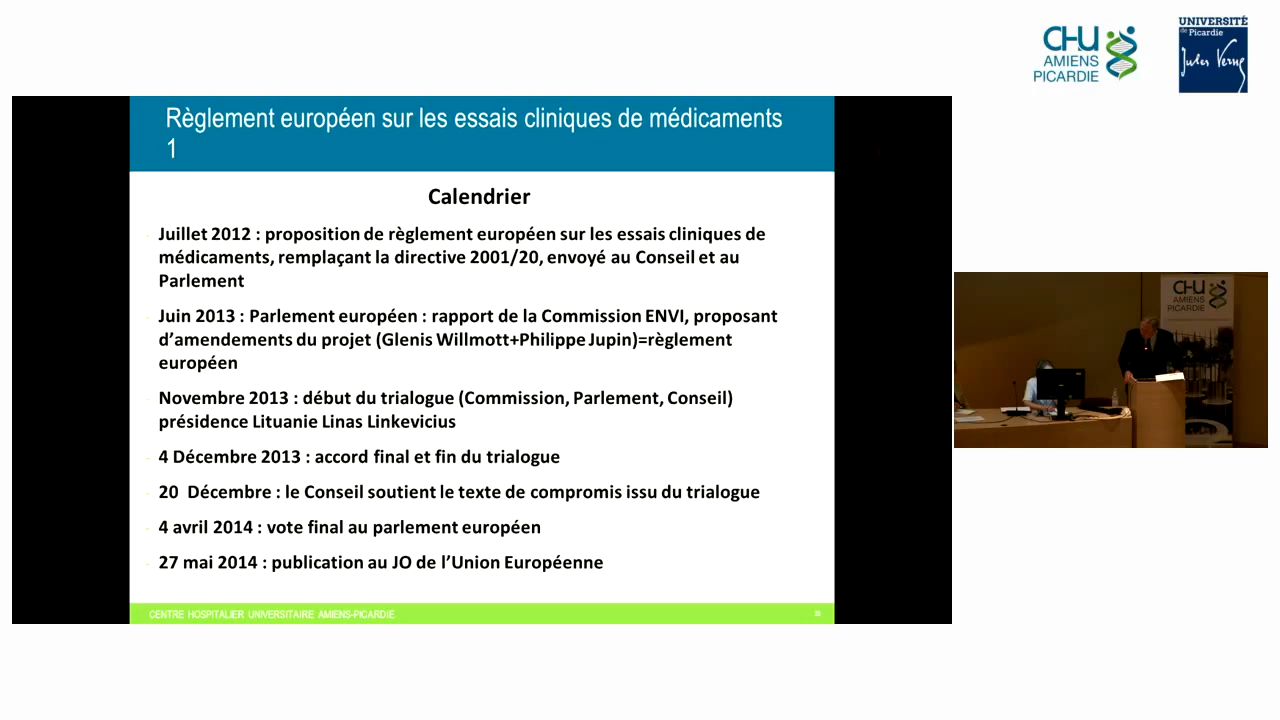 CHU
AMIENS
PICARDIE
UNIVERSITÉ
de Picardie
Jules Verne
Règlement européen sur les essais cliniques de médicaments
1
Calendrier
- Juillet 2012 : proposition de règlement européen sur les essais cliniques de
médicaments, remplaçant la directive 2001/20, envoyé au Conseil et au
Parlement
- Juin 2013 : Parlement européen : rapport de la Commission ENVI, proposant
d’amendements du projet (Glenis Willmott+Philippe Jupin)=règlement
européen
- Novembre 2013 : début du trialogue (Commission, Parlement, Conseil)
présidence Lituanie Linas Linkevicius
- 4 Décembre 2013 : accord final et fin du trialogue
- 20 Décembre : le Conseil soutient le texte de compromis issu du trialogue
- 4 avril 2014 : vote final au parlement européen
- 27 mai 2014 : publication au JO de l’Union Européenne
CENTRE HOSPITALIER UNIVERSITAIRE AMIENS-PICARDIE
CHU
AMIENS
PICARDIE